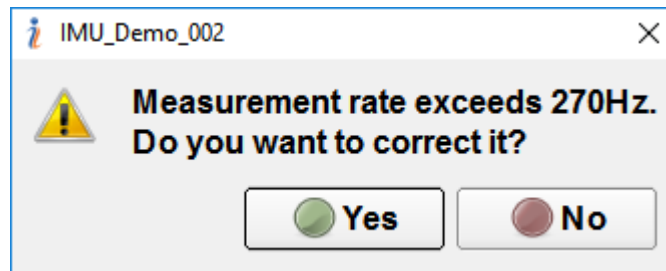 IMU_Demo_002
Measurement rate exceeds 270Hz.
Do you want to correct it?
Yes
No